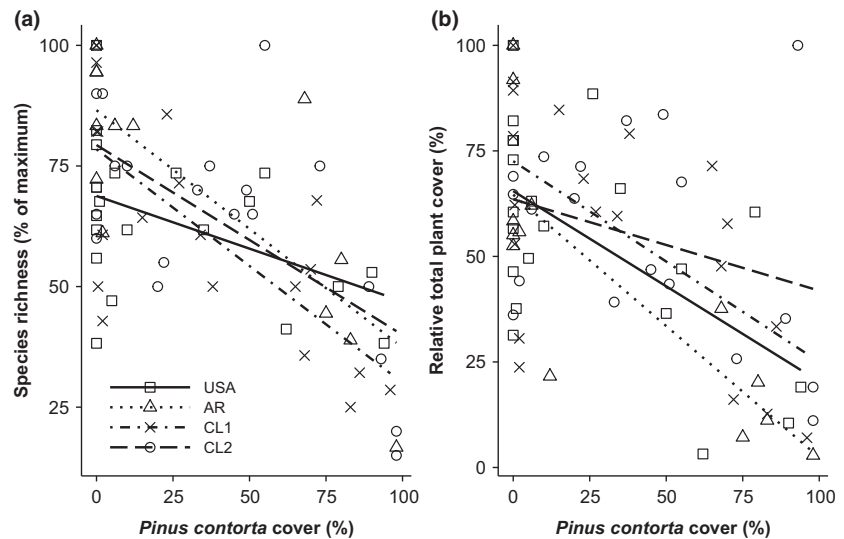 (a)
(b)
Species richness (% of maximum)
100
75
50
25
USA
AR
CL1
CL2
0
25
50
75
100
Pinus contorta cover (%)
Relative total plant cover (%)
100
75
50
25
0
0
25
50
75
100
Pinus contorta cover (%)